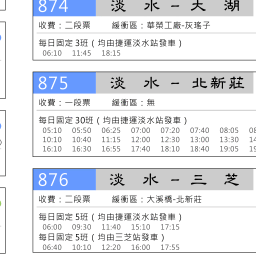 874 淡 水 - 天 湖
收費：二段票 緩衝區：華榮工廠-灰瑤子
每日固定 3班（均由捷運淡水站發車）
06:10 11:45 18:15
875 淡 水 - 北新莊
收費：一段票 緩衝區：無
每日固定 30班（均由捷運淡水站發車）
05:10 05:50 06:25 07:00 07:20 07:40 08:05
10:10 10:40 11:15 12:00 12:30 13:00 13:30
16:10 16:30 16:55 17:40 18:10 18:40 19:05
876 淡 水 - 三 芝
收費：二段票 緩衝區：大溪橋-北新莊
每日固定 5班（均由捷運淡水站發車）
06:00 09:30 11:40 15:10 17:15
每日固定 5班（均由三芝站發車）
06:40 10:10 12:20 16:00 17:55